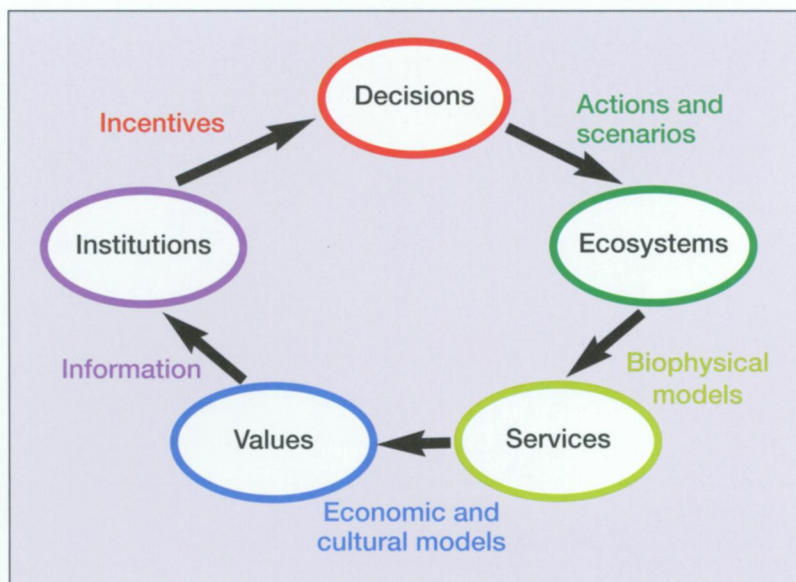 Decisions
Incentives
Actions and
scenarios
Institutions
Ecosystems
Information
Biophysical
models
Values
Services
Economic and
cultural models